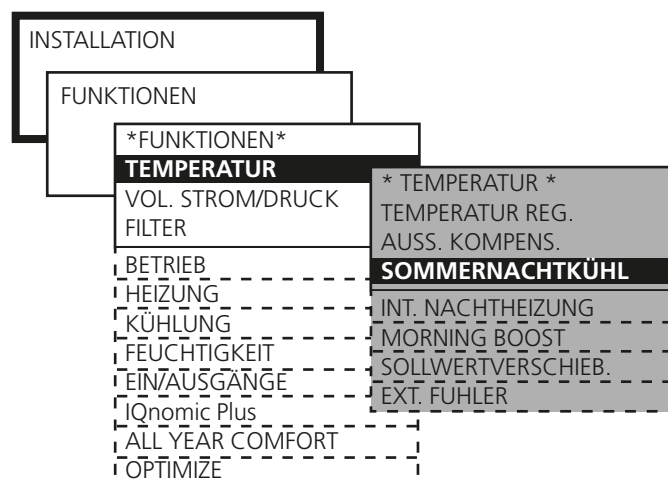 INSTALLATION
FUNKTIONEN
*FUNKTIONEN*
TEMPERATUR
VOL. STROM/DRUCK
FILTER
BETRIEB
HEIZUNG
KÜHLUNG
FEUCHTIGKEIT
EIN/AUSGÄNGE
IQnomic Plus
ALL YEAR COMFORT
OPTIMIZE
* TEMPERATUR *
TEMPERATUR REG.
AUSS. KOMPENS.
SOMMERNACHTKÜHL
INT. NACHTHEIZUNG
MORNING BOOST
SOLLWERTVERSCHIEB.
EXT. FUHLER